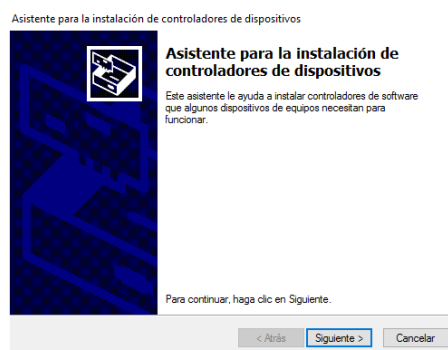 Asistente para la instalación de controladores de dispositivos
Asistente para la instalación de
controladores de dispositivos
Este asistente le ayuda a instalar controladores de software
que algunos dispositivos de equipos necesitan para
funcionar.
Para continuar, haga clic en Siguiente.
< Atrás Siguiente > Cancelar